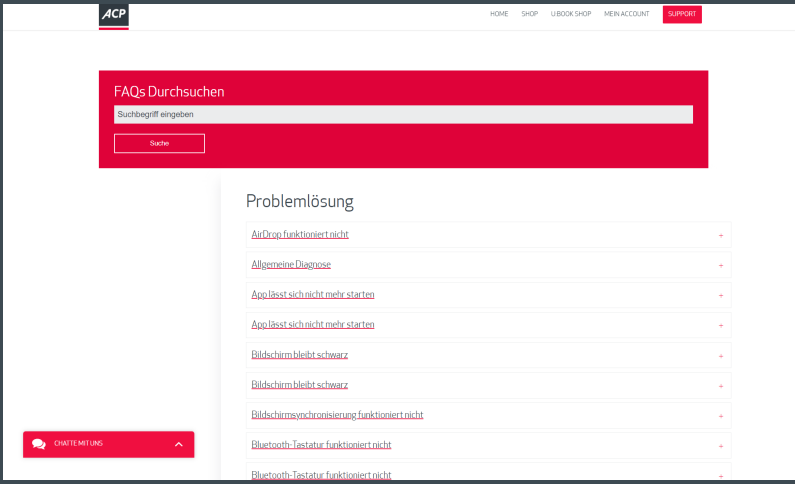 ACP
HOME SHOP U:BOOK SHOP MEIN ACCOUNT SUPPORT
FAQs Durchsuchen
Suchbegriff eingeben
Suche
Problemlösung
AirDrop funktioniert nicht +
Allgemeine Diagnose +
App lässt sich nicht mehr starten +
App lässt sich nicht mehr starten +
Bildschirm bleibt schwarz +
Bildschirm bleibt schwarz +
Bildschirmsynchronisierung funktioniert nicht +
Bluetooth-Tastatur funktioniert nicht +
CHATTE MIT UNS
Bluetooth-Tastatur funktioniert nicht +